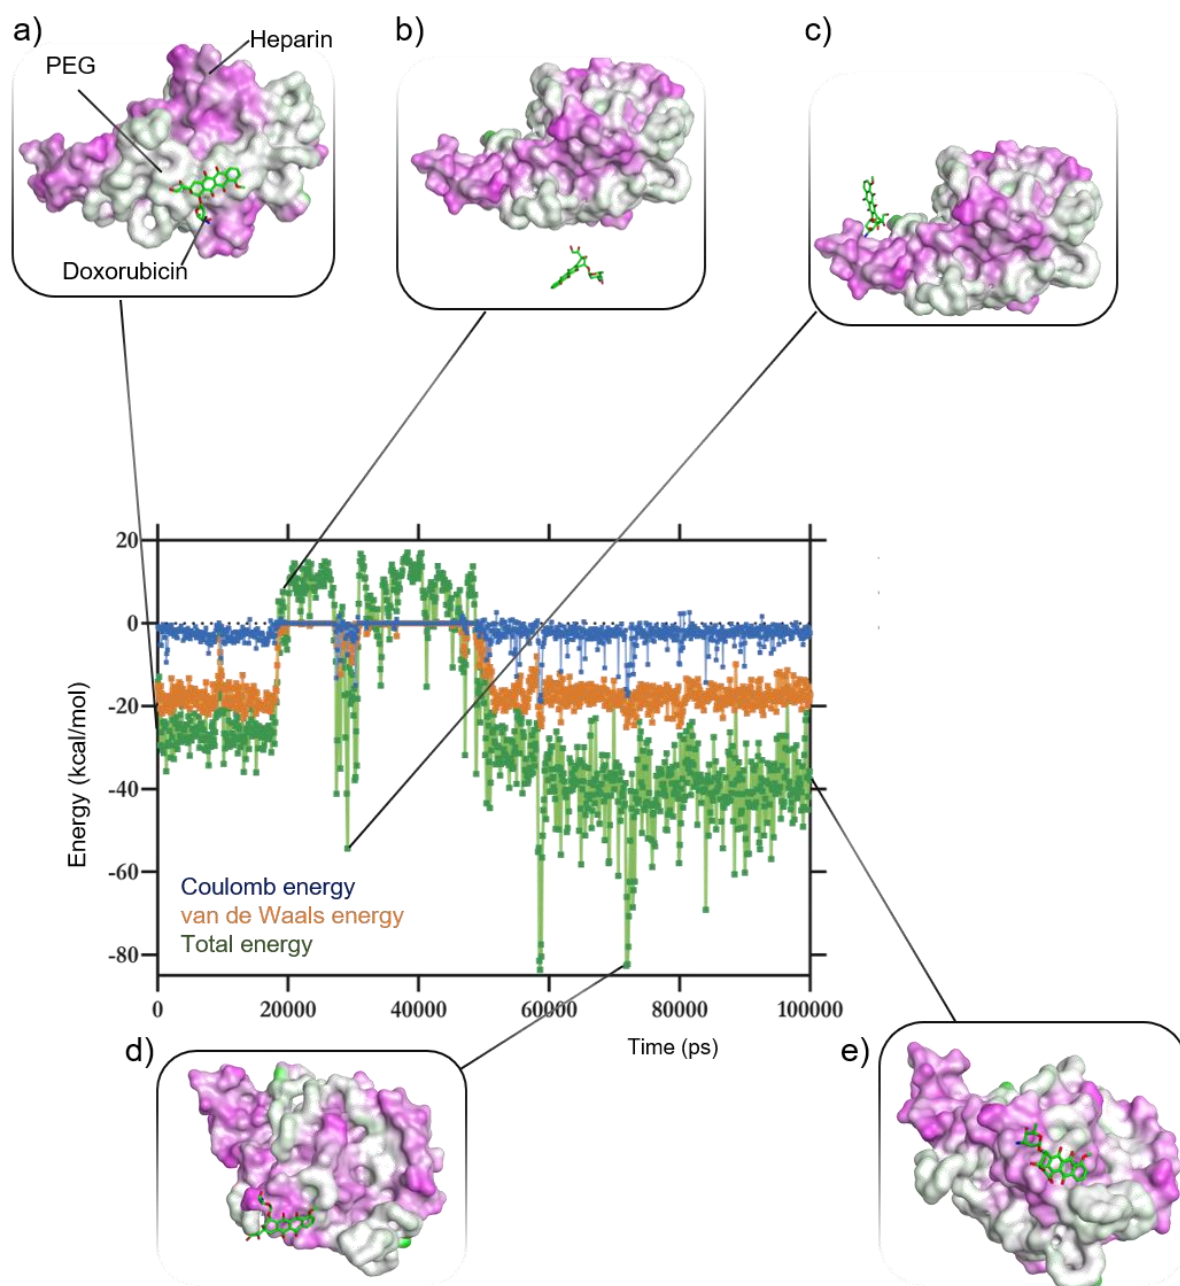 a)
b)
c)
Heparin
PEG
Doxorubicin
20
0
-20
-40
-60
-80
Energy (kcal/mol)
Coulomb energy
van de Waals energy
Total energy
0
20000
40000
60000
80000
100000
Time (ps)
d)
e)